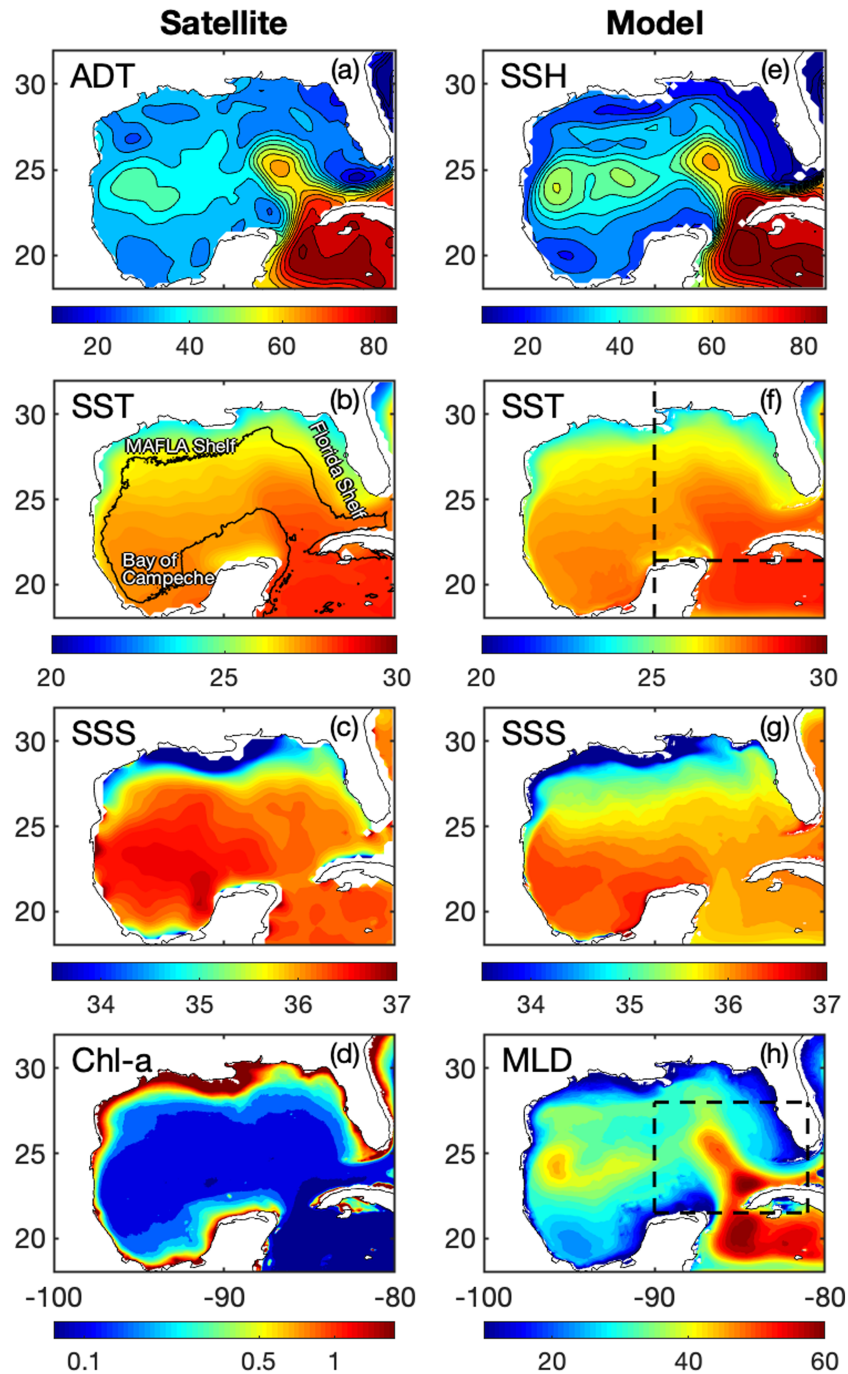 Satellite Model
ADT (a) SSH (e)
30 30
25 25
20 20
20 40 60 80 20 40 60 80
SST (b) SST (f)
30 30
MAFLA Shelf Florida Shelf
25 25
Bay of
Campeche
20 20
20 25 30 20 25 30
SSS (c) SSS (g)
30 30
25 25
20 20
34 35 36 37 34 35 36 37
Chl-a (d) MLD (h)
30 30
25 25
20 20
-100 -90 -80 -100 -90 -80
0.1 0.5 1 20 40 60